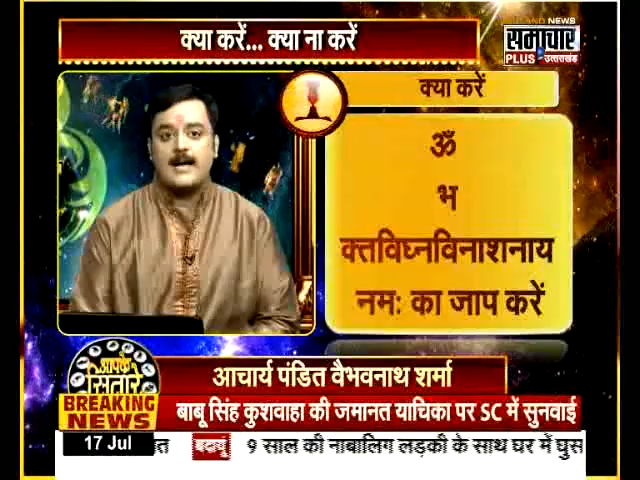 क्या करें... क्या ना करें
समाचार
PLUS उत्तराखंड
क्या करें
ॐ
भ
क्तविघ्नविनाशनाय
नमः का जाप करें
आपके
सितारे
आचार्य पंडित वैभवनाथ शर्मा
BREAKING
NEWS
बाबू सिंह कुशवाहा की जमानत याचिका पर SC में सुनवाई
17 Jul
9 साल की नाबालिग लड़की के साथ घर में घुस